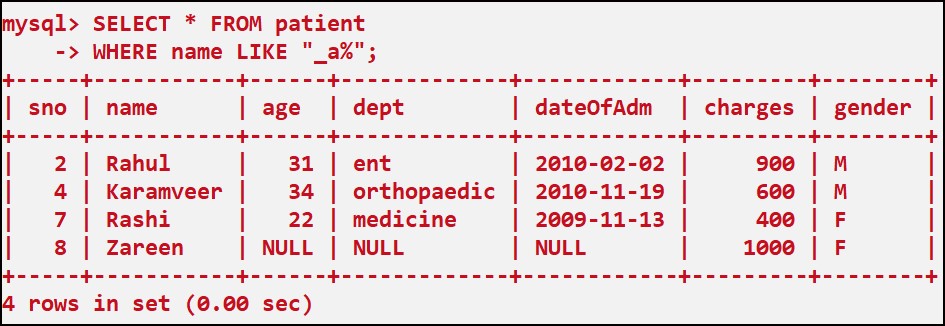 mysql> SELECT * FROM patient
    -> WHERE name LIKE "_a%";
+-----+-----------+------+-------------+------------+---------+--------+
| sno | name      | age  | dept        | dateOfAdm  | charges | gender |
+-----+-----------+------+-------------+------------+---------+--------+
|   2 | Rahul     |   31 | ent         | 2010-02-02 |     900 | M      |
|   4 | Karamveer |   34 | orthopaedic | 2010-11-19 |     600 | M      |
|   7 | Rashi     |   22 | medicine    | 2009-11-13 |     400 | F      |
|   8 | Zareen    | NULL | NULL        | NULL       |    1000 | F      |
+-----+-----------+------+-------------+------------+---------+--------+
4 rows in set (0.00 sec)